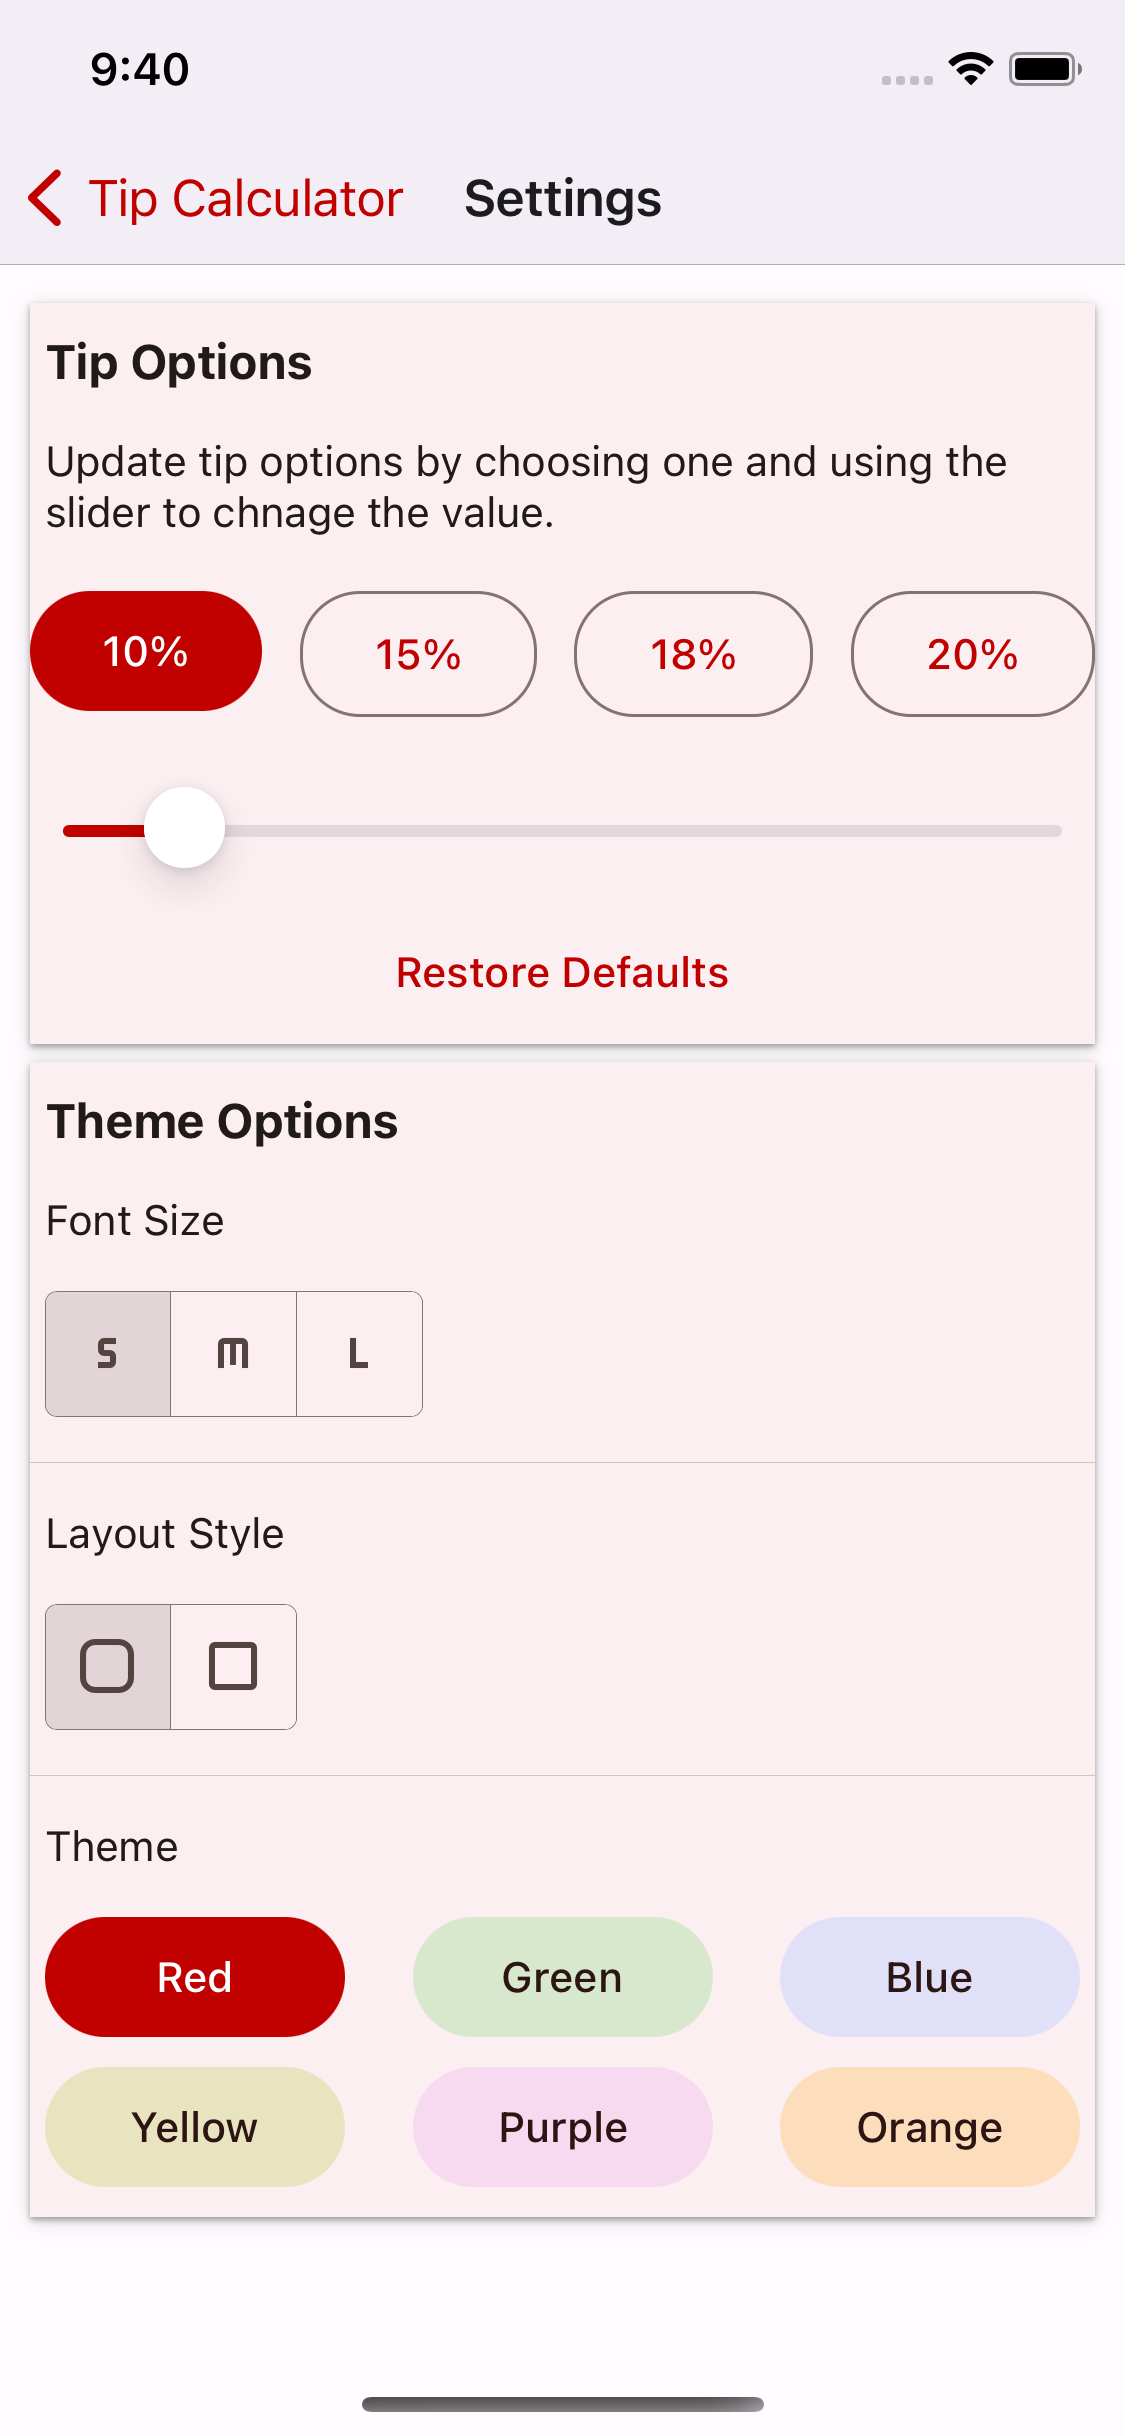 9:40
Tip Calculator Settings
Tip Options
Update tip options by choosing one and using the
slider to chnage the value.
10% 15% 18% 20%
Restore Defaults
Theme Options
Font Size
S M L
Layout Style
Theme
Red Green Blue
Yellow Purple Orange